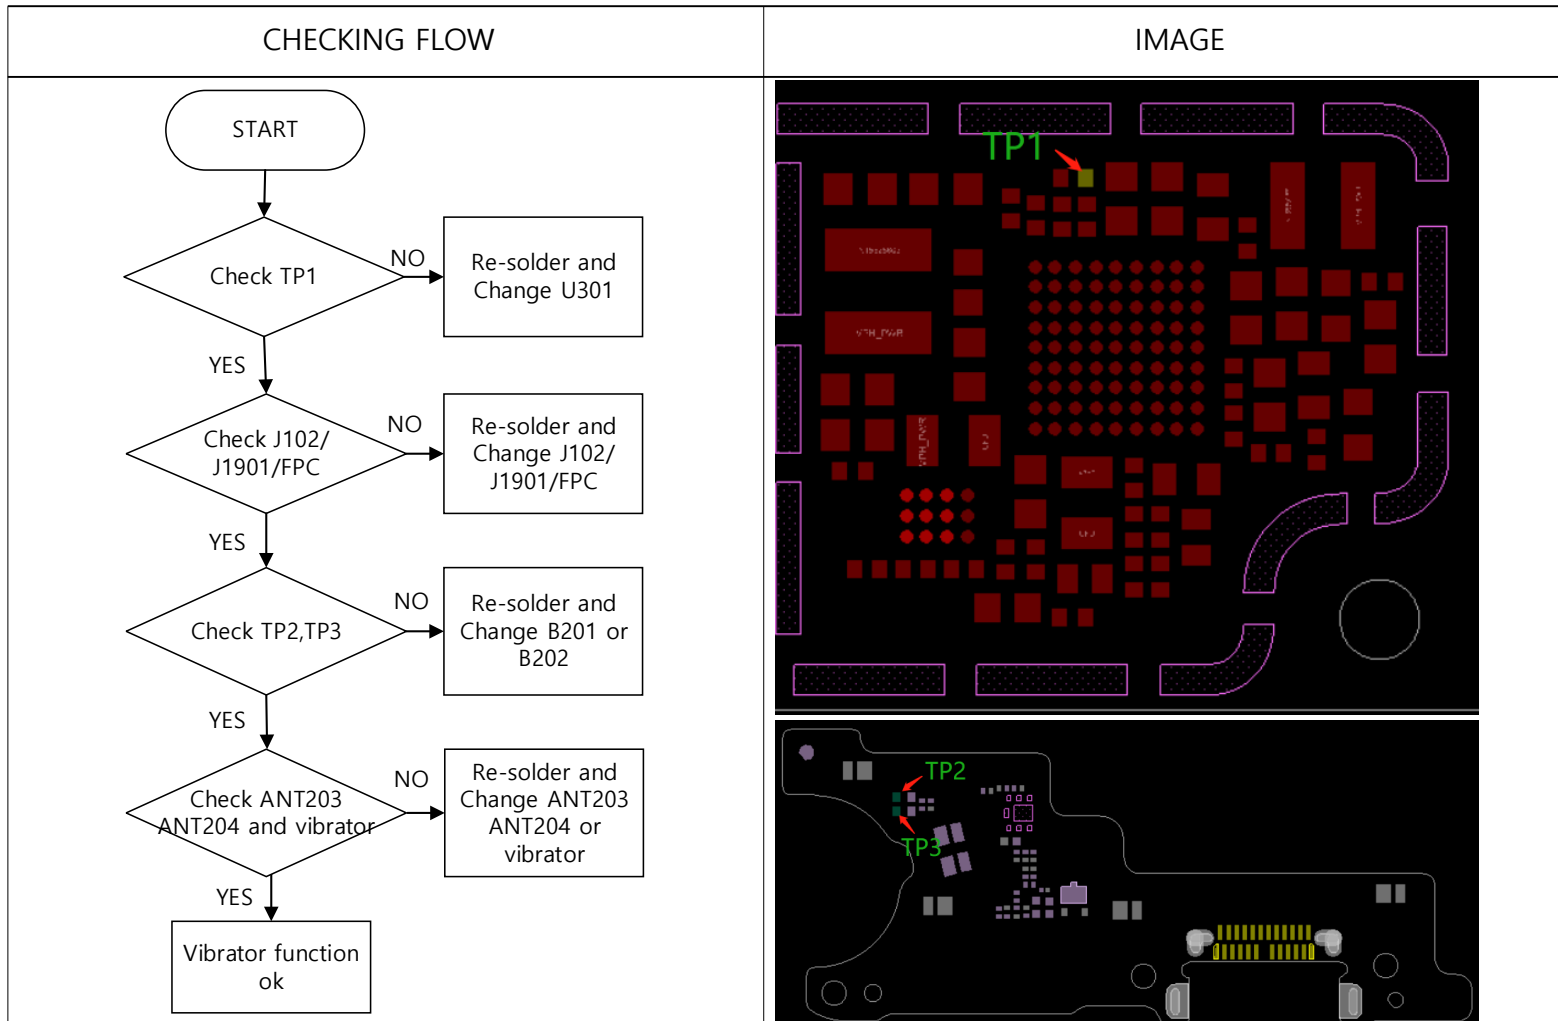 CHECKING FLOW
IMAGE
START
Check TP1
NO
Re-solder and
Change U301
YES
Check J102/
J1901/FPC
NO
Re-solder and
Change J102/
J1901/FPC
YES
Check TP2,TP3
NO
Re-solder and
Change B201 or
B202
YES
Check ANT203
ANT204 and vibrator
NO
Re-solder and
Change ANT203
ANT204 or
vibrator
YES
Vibrator function
ok
TP1
VPH_PWR
VPH_PWR
TP2
TP3